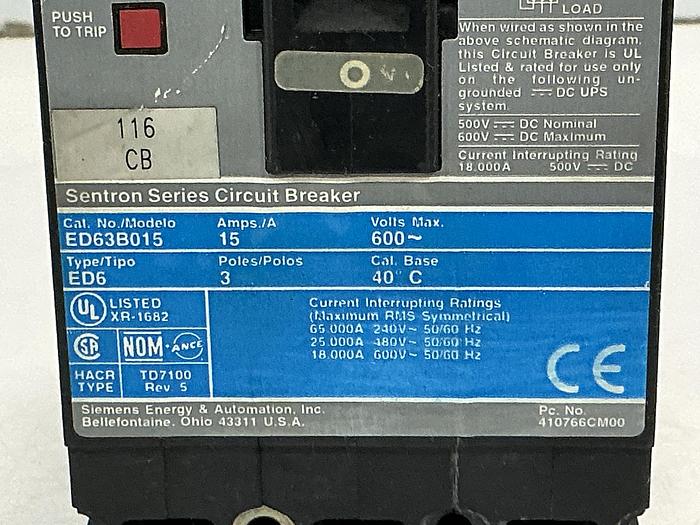 PUSH
TO TRIP
LOAD
When wired as shown in the
above schematic diagram,
this Circuit Breaker is UL
Listed & rated for use only
on the following un-
grounded ⎓ DC UPS
system.
500V ⎓ DC Nominal
600V ⎓ DC Maximum
Current Interrupting Rating
18,000A 500V ⎓ DC
116
CB
Sentron Series Circuit Breaker
Cat. No./Modelo Amps./A Volts Max.
ED63B015 15 600~
Type/Tipo Poles/Polos Cal. Base
ED6 3 40° C
UL LISTED
XR-1682
SA NOM-ANCE
HACR TYPE TD7100 Rev. 5
Current Interrupting Ratings
(Maximum RMS Symmetrical)
65,000A 240V~ 50/60 Hz
25,000A 480V~ 50/60 Hz
18,000A 600V~ 50/60 Hz
CE
Siemens Energy & Automation, Inc.
Bellefontaine, Ohio 43311 U.S.A.
Pc. No.
410766CM00